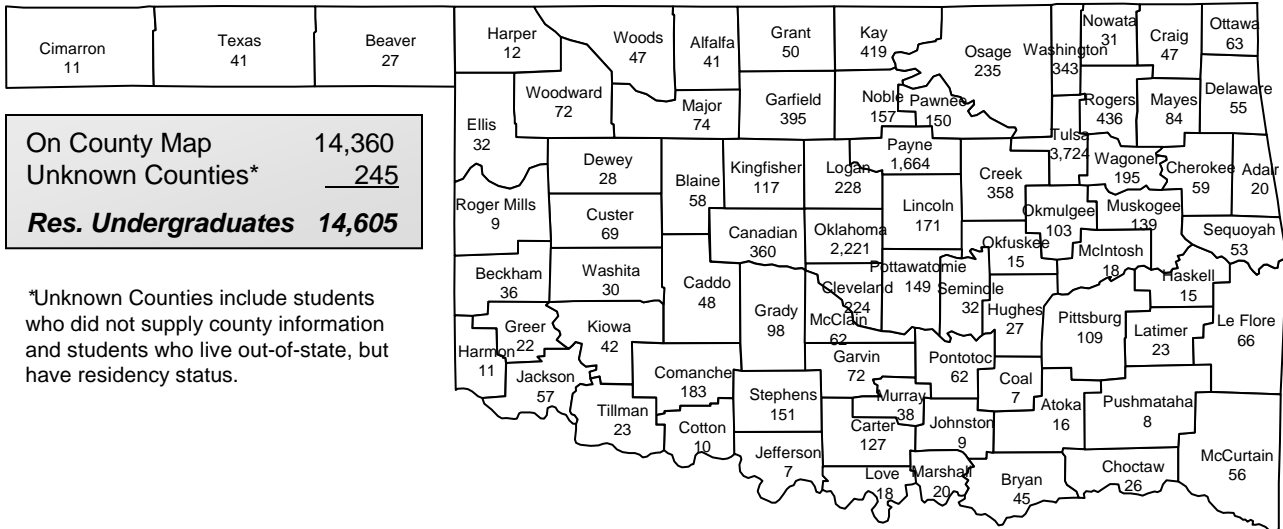 Cimarron
11
Texas
41
Beaver
27
Harper
12
Woods
47
Alfalfa
41
Grant
50
Kay
419
Osage
235
Washington
343
Nowata
31
Craig
47
Ottawa
63
Woodward
72
Ellis
32
Major
74
Garfield
395
Noble
157
Pawnee
150
Rogers
436
Mayes
84
Delaware
55
On County Map 14,360
Unknown Counties* 245
Res. Undergraduates 14,605
Dewey
28
Blaine
58
Kingfisher
117
Logan
228
Payne
1,664
Creek
358
Tulsa
3,724
Wagoner
195
Cherokee
59
Adair
20
Roger Mills
9
Custer
69
Canadian
360
Oklahoma
2,221
Lincoln
171
Okfuskee
15
Okmulgee
103
Muskogee
139
Sequoyah
53
McIntosh
18
Haskell
15
Beckham
36
Washita
30
Caddo
48
Grady
98
Cleveland
224
McClain
62
Pottawatomie
149
Seminole
32
Hughes
27
Pittsburg
109
Latimer
23
Le Flore
66
*Unknown Counties include students
who did not supply county information
and students who live out-of-state, but
have residency status.
Harmon
11
Greer
22
Kiowa
42
Jackson
57
Tillman
23
Comanche
183
Cotton
10
Stephens
151
Jefferson
7
Garvin
72
Murray
38
Carter
127
Love
18
Pontotoc
62
Johnston
9
Marshall
20
Coal
7
Atoka
16
Bryan
45
Pushmataha
8
Choctaw
26
McCurtain
56